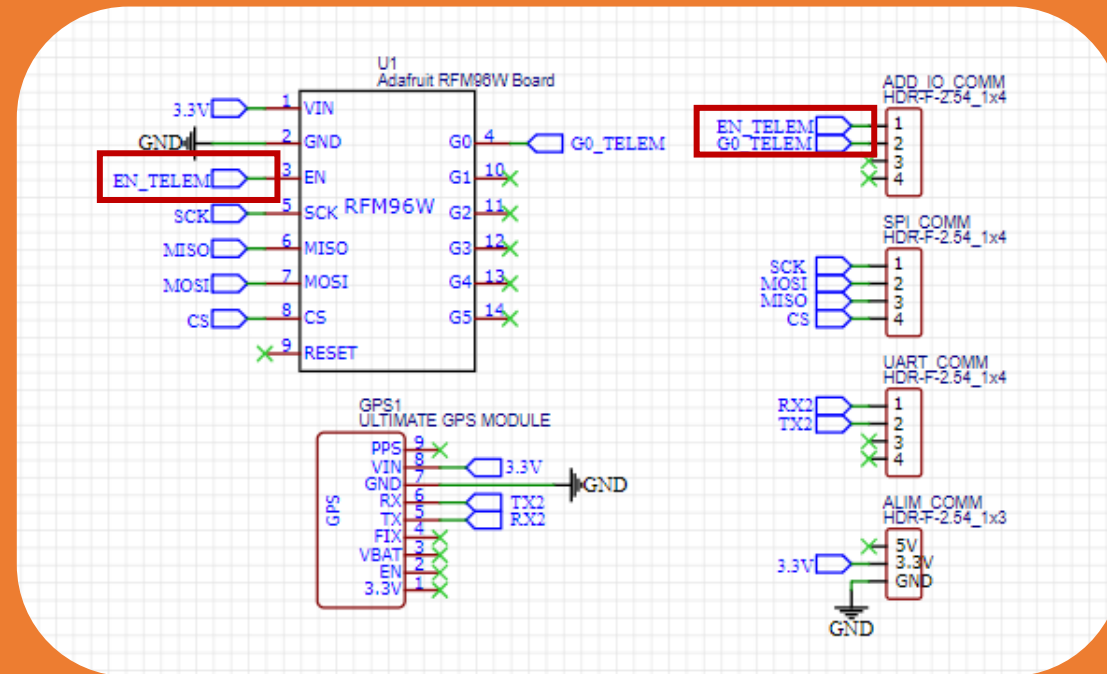 U1
Adafruit RFM96W Board
3.3V 1 VIN
GND 2 GND
EN_TELEM 3 EN
SCK 5 SCK
MISO 6 MISO
MOSI 7 MOSI
CS 8 CS
9 RESET
RFM96W
G0 4 G0_TELEM
G1 10
G2 11
G3 12
G4 13
G5 14
GPS1
ULTIMATE GPS MODULE
GPS
PPS 9
VIN 8 3.3V
GND 7 GND
RX 6 TX2
TX 5 RX2
FIX 4
VBAT 3
EN 2
3.3V 1
ADD_IO_COMM
HDR-F-2.54_1x4
EN_TELEM 1
G0_TELEM 2
3
4
SPI_COMM
HDR-F-2.54_1x4
SCK 1
MOSI 2
MISO 3
CS 4
UART_COMM
HDR-F-2.54_1x4
RX2 1
TX2 2
3
4
ALIM_COMM
HDR-F-2.54_1x3
5V
3.3V 3.3V
GND
GND